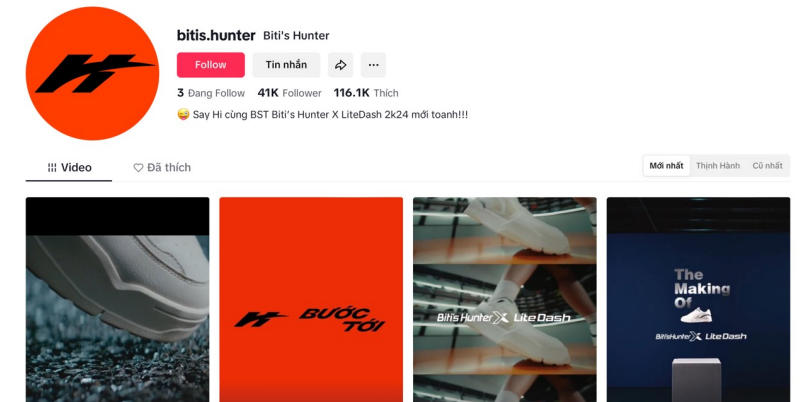 bitis.hunter Biti's Hunter
Follow Tin nhắn
3 Đang Follow 41K Follower 116.1K Thích
😄 Say Hi cùng BST Biti's Hunter X LiteDash 2k24 mới toanh!!!
Video Đã thích
Mới nhất Thịnh Hành Cũ nhất
BƯỚC
TỚI
Biti's Hunter X LiteDash
The
Making
Of
Biti's Hunter X LiteDash